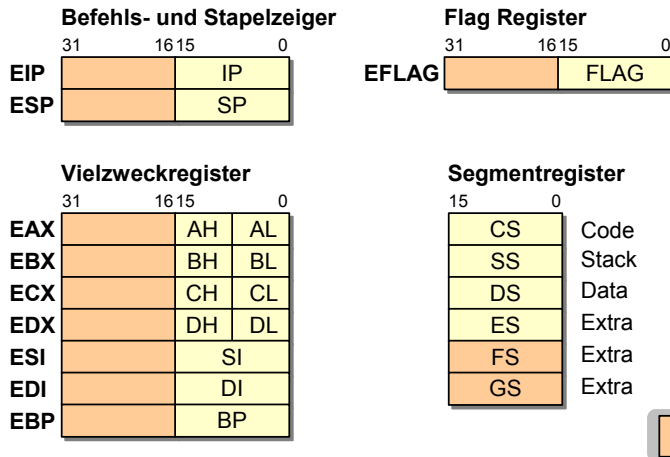 Befehls- und Stapelzeiger
31 16 15 0
EIP IP
ESP SP
Flag Register
31 16 15 0
EFLAG FLAG
Vielzweckregister
31 16 15 0
EAX AH AL
EBX BH BL
ECX CH CL
EDX DH DL
ESI SI
EDI DI
EBP BP
Segmentregister
15 0
CS Code
SS Stack
DS Data
ES Extra
FS Extra
GS Extra